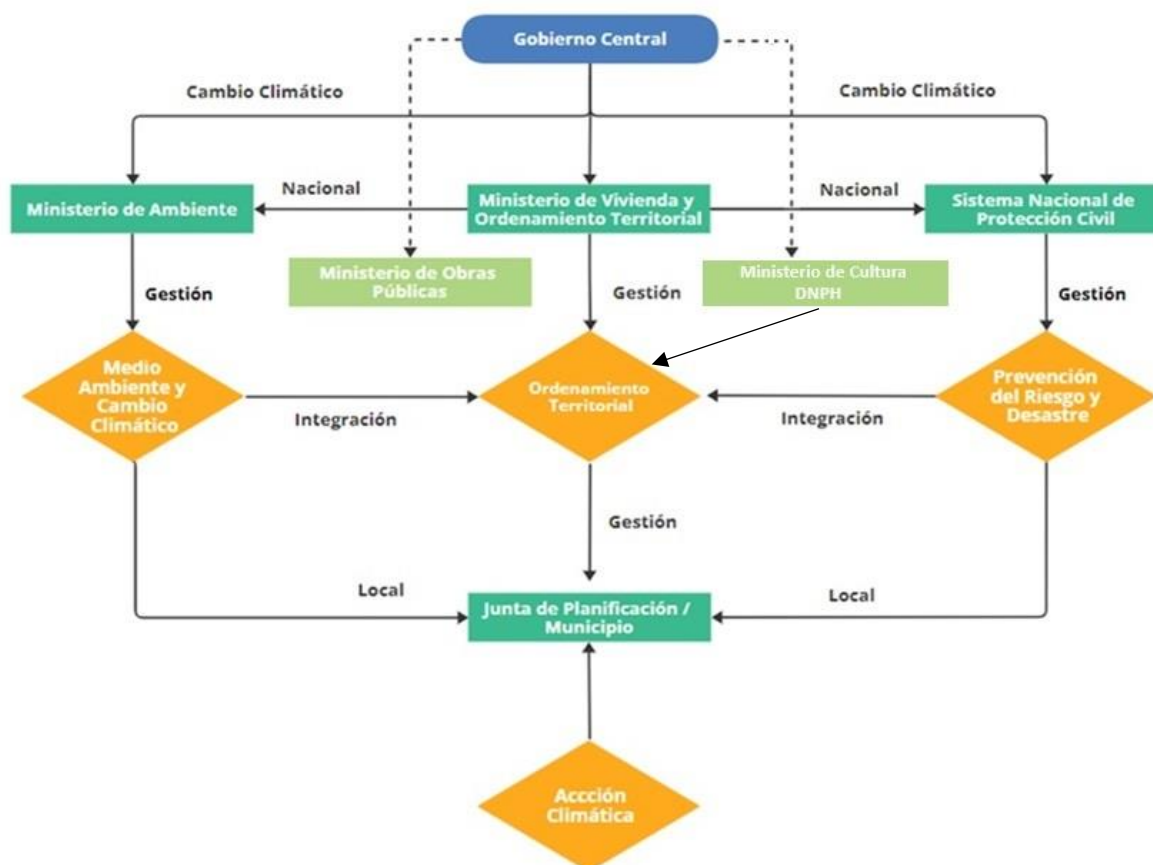 Gobierno Central
Cambio Climático
Cambio Climático
Ministerio de Ambiente
Nacional
Ministerio de Vivienda y
Ordenamiento Territorial
Nacional
Sistema Nacional de
Protección Civil
Ministerio de Obras
Públicas
Ministerio de Cultura
DNPH
Gestión
Gestión
Gestión
Medio
Ambiente y
Cambio
Climático
Integración
Ordenamiento
Territorial
Integración
Prevención
del Riesgo y
Desastre
Gestión
Local
Junta de Planificación /
Municipio
Local
Accción
Climática